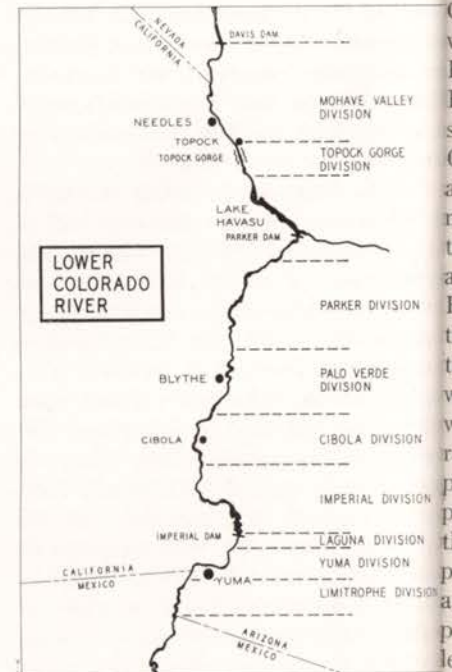 NEVADA
CALIFORNIA
DAVIS DAM
MOHAVE VALLEY
DIVISION
NEEDLES
TOPOCK
TOPOCK GORGE
TOPOCK GORGE
DIVISION
LAKE
HAVASU
PARKER DAM
LOWER
COLORADO
RIVER
PARKER DIVISION
BLYTHE
PALO VERDE
DIVISION
CIBOLA
CIBOLA DIVISION
IMPERIAL DIVISION
IMPERIAL DAM
LAGUNA DIVISION
CALIFORNIA
MEXICO
YUMA DIVISION
YUMA
LIMITROPHE DIVISION
ARIZONA
MEXICO